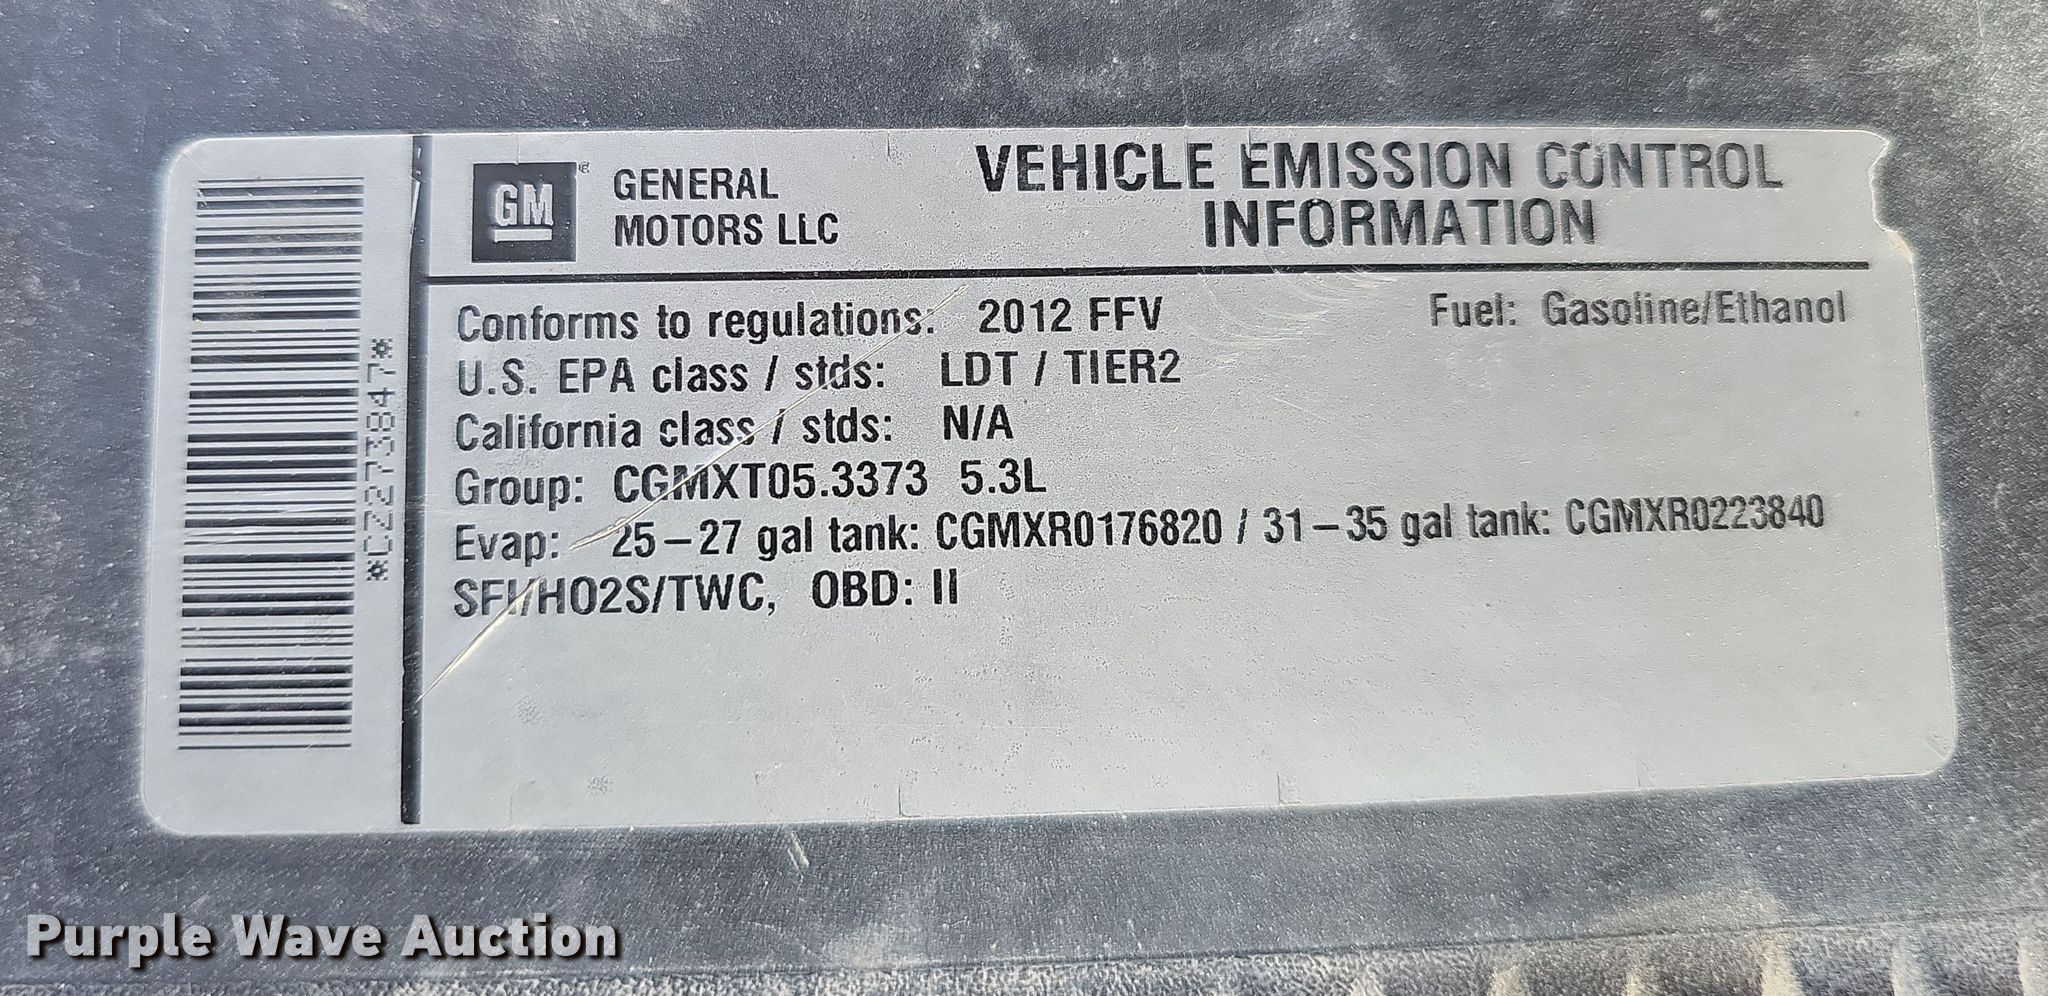 GM® GENERAL
MOTORS LLC
VEHICLE EMISSION CONTROL
INFORMATION
Conforms to regulations: 2012 FFV
Fuel: Gasoline/Ethanol
U.S. EPA class / stds: LDT / TIER2
California class / stds: N/A
Group: CGMXT05.3373 5.3L
Evap: 25–27 gal tank: CGMXR0176820 / 31–35 gal tank: CGMXR0223840
SFI/HO2S/TWC, OBD: II
*C2273847*
Purple Wave Auction